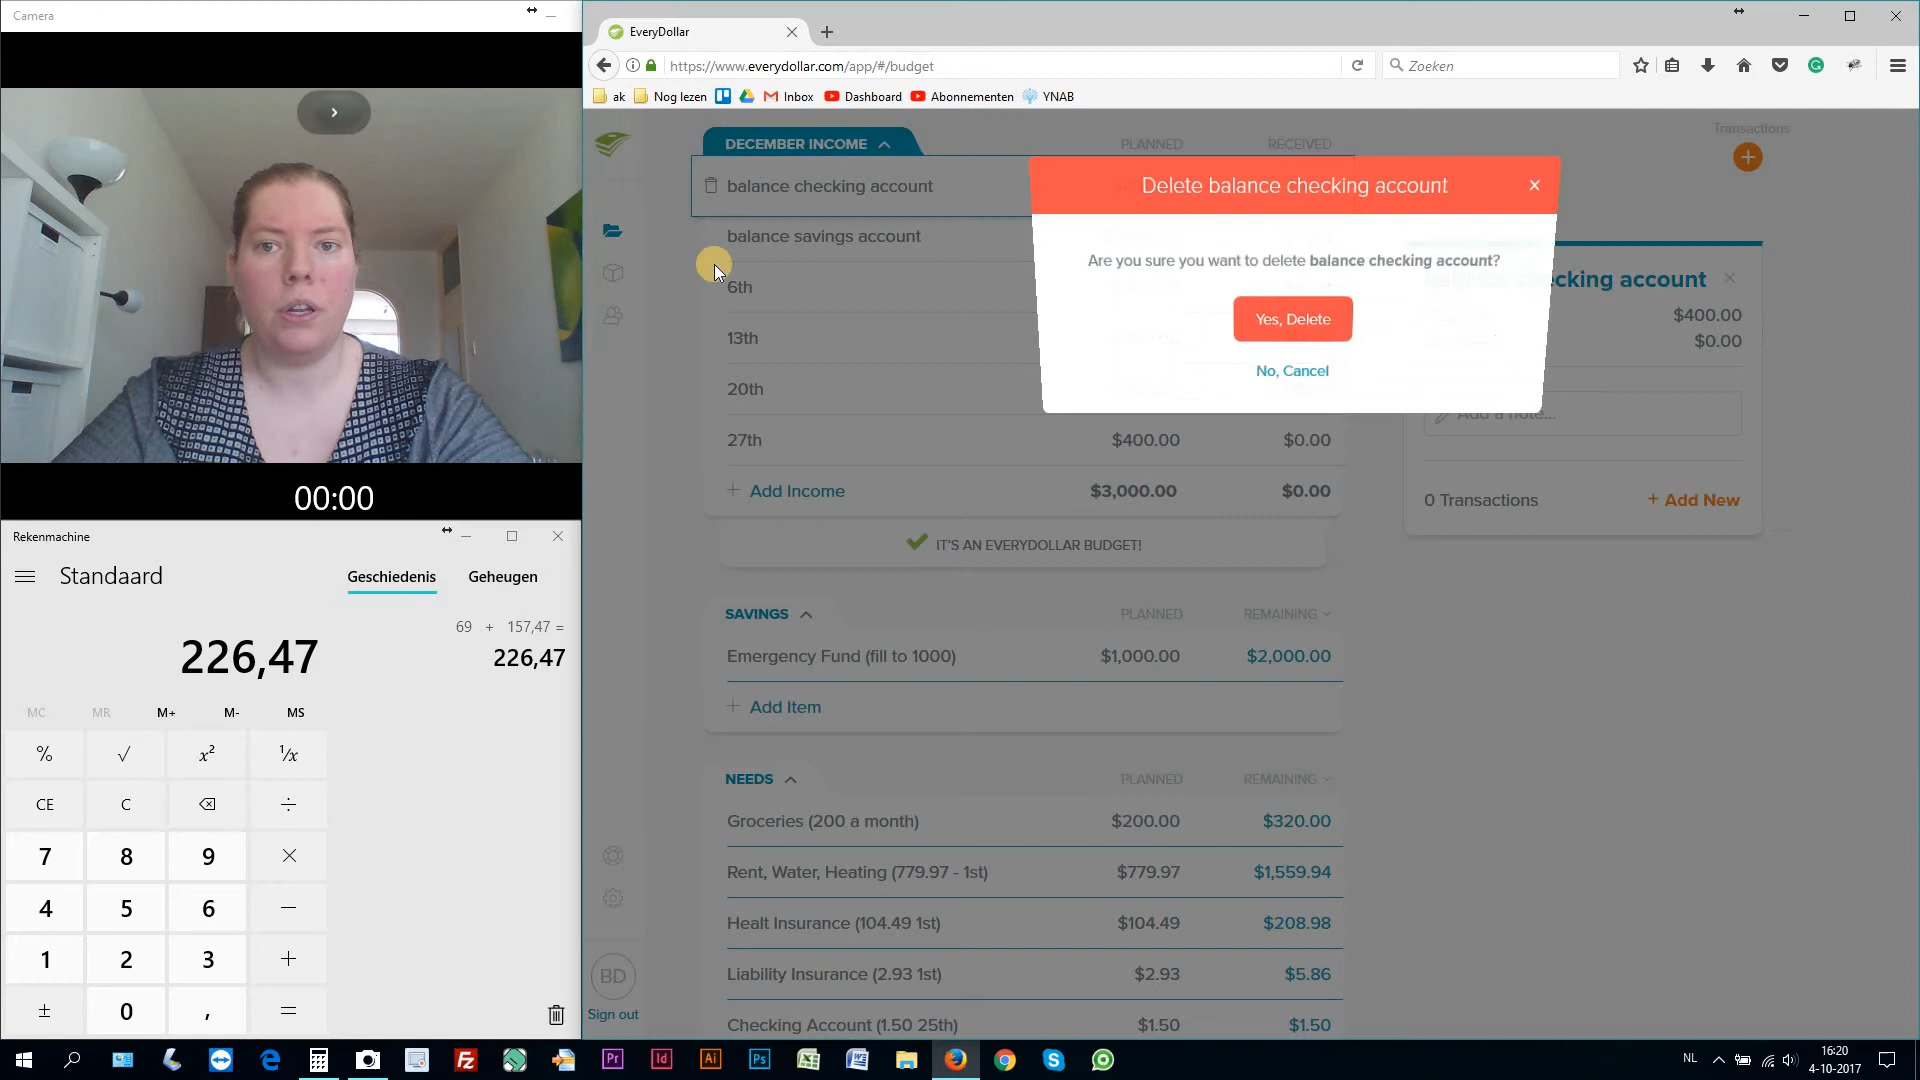 Camera
00:00
Rekenmachine
Standaard
Geschiedenis
Geheugen
69 + 157,47 =
226,47
226,47
MC MR M+ M- MS
% √ x² ¹/x
CE C ÷
7 8 9 ×
4 5 6 −
1 2 3 +
± 0 , =
EveryDollar
https://www.everydollar.com/app/#/budget
Zoeken
ak Nog lezen Inbox Dashboard Abonnementen YNAB
DECEMBER INCOME PLANNED RECEIVED
balance checking account
balance savings account
6th
13th
20th
27th $400.00 $0.00
+ Add Income $3,000.00 $0.00
IT'S AN EVERYDOLLAR BUDGET!
SAVINGS PLANNED REMAINING
Emergency Fund (fill to 1000) $1,000.00 $2,000.00
+ Add Item
NEEDS PLANNED REMAINING
Groceries (200 a month) $200.00 $320.00
Rent, Water, Heating (779.97 - 1st) $779.97 $1,559.94
Healt Insurance (104.49 1st) $104.49 $208.98
Liability Insurance (2.93 1st) $2.93 $5.86
Checking Account (1.50 25th) $1.50 $1.50
BD
Sign out
Delete balance checking account ×
Are you sure you want to delete balance checking account?
Yes, Delete
No, Cancel
Transactions
cking account
$400.00
$0.00
Add a note...
0 Transactions + Add New
Fz Pr Id Ai Ps
NL
16:20
4-10-2017